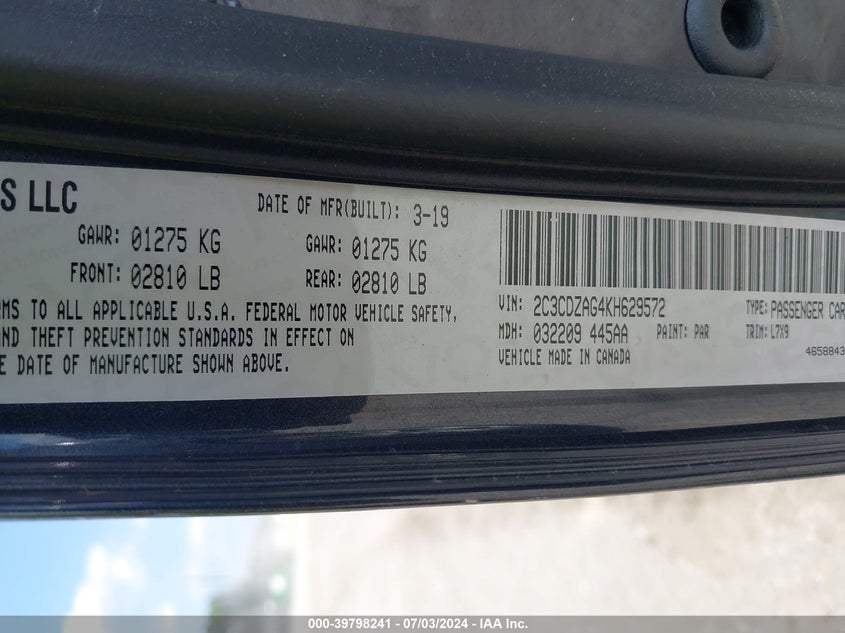 S LLC
DATE OF MFR(BUILT): 3-19
GAWR: 01275 KG GAWR: 01275 KG
FRONT: 02810 LB REAR: 02810 LB
RMS TO ALL APPLICABLE U.S.A. FEDERAL MOTOR VEHICLE SAFETY,
AND THEFT PREVENTION STANDARDS IN EFFECT ON
E DATE OF MANUFACTURE SHOWN ABOVE.
VIN: 2C3CDZAG4KH629572 TYPE: PASSENGER CAR
MDH: 032209 445AA PAINT: PAR TRIM: L7X9
VEHICLE MADE IN CANADA
4658843
000-39798241 - 07/03/2024 - IAA Inc.